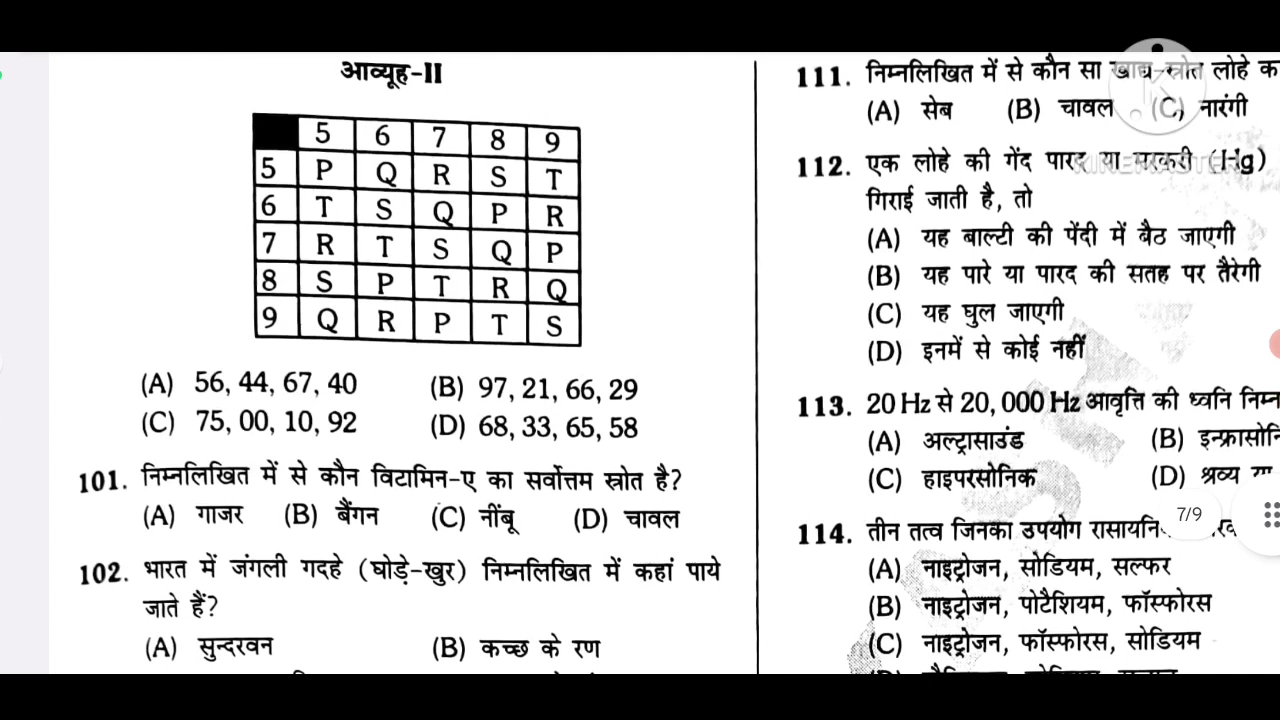 आव्यूह-II
5 6 7 8 9
5 P Q R S T
6 T S Q P R
7 R T S Q P
8 S P T R Q
9 Q R P T S
(A) 56, 44, 67, 40 (B) 97, 21, 66, 29
(C) 75, 00, 10, 92 (D) 68, 33, 65, 58
101. निम्नलिखित में से कौन विटामिन-ए का सर्वोत्तम स्रोत है?
(A) गाजर (B) बैंगन (C) नींबू (D) चावल
102. भारत में जंगली गदहे (घोड़े-खुर) निम्नलिखित में कहां पाये
जाते हैं?
(A) सुन्दरवन (B) कच्छ के रण
111. निम्नलिखित में से कौन सा खाद्य-स्रोत लोहे क
(A) सेब (B) चावल (C) नारंगी
112. एक लोहे की गेंद पारद या मरकरी (Hg)
गिराई जाती है, तो
(A) यह बाल्टी की पेंदी में बैठ जाएगी
(B) यह पारे या पारद की सतह पर तैरेगी
(C) यह घुल जाएगी
(D) इनमें से कोई नहीं
113. 20 Hz से 20, 000 Hz आवृत्ति की ध्वनि निम्न
(A) अल्ट्रासाउंड (B) इन्फ्रासोनि
(C) हाइपरसोनिक (D) श्रव्य
7/9
114. तीन तत्व जिनका उपयोग रासायनि
(A) नाइट्रोजन, सोडियम, सल्फर
(B) नाइट्रोजन, पोटैशियम, फॉस्फोरस
(C) नाइट्रोजन, फॉस्फोरस, सोडियम
KINEMASTER